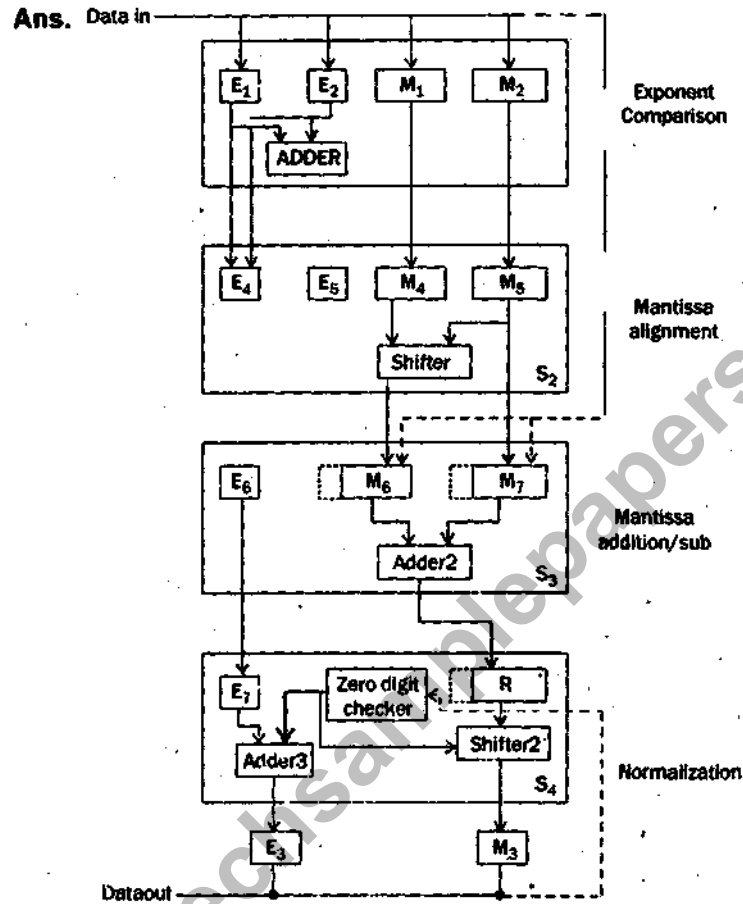 Ans. Data in
E1 E2 M1 M2
Exponent
Comparison
ADDER
E4 E5 M4 M5
Mantissa
alignment
Shifter
S2
E6 M6 M7
Mantissa
addition/sub
Adder2
S3
E7 Zero digit
checker
R
Adder3 Shifter2
Normalization
S4
E3 M3
Dataout
echsamplepapers